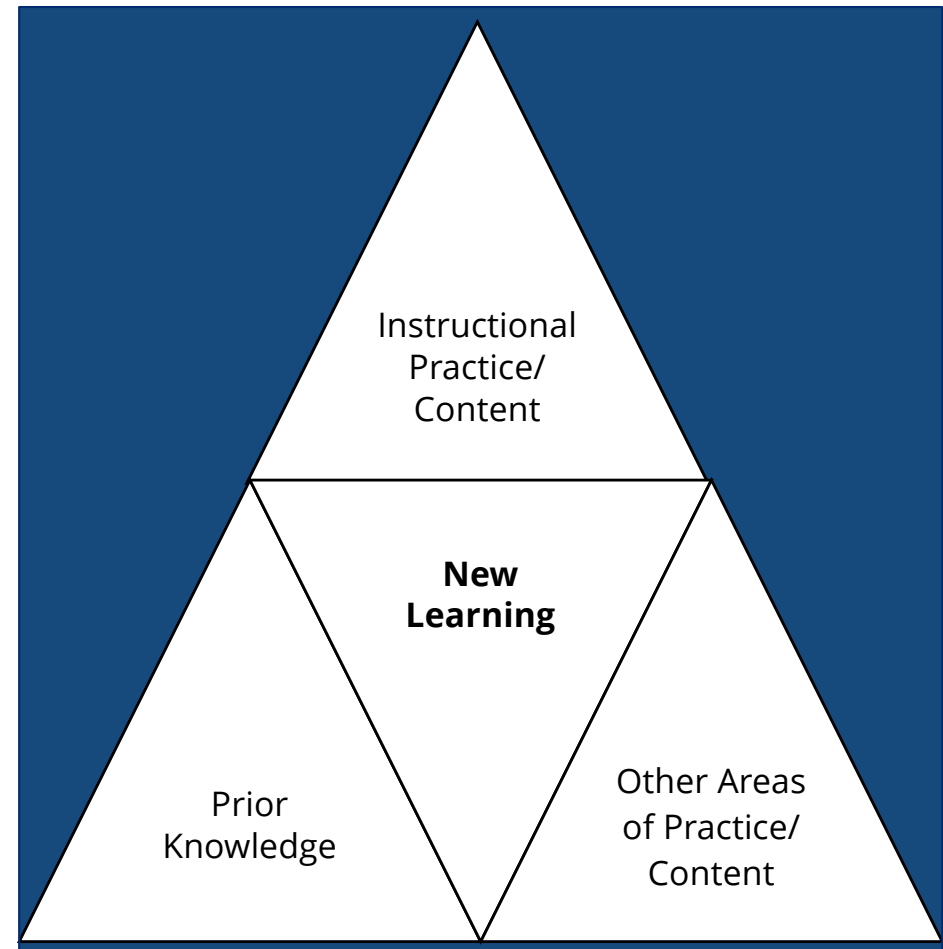 Instructional
Practice/
Content
New
Learning
Prior
Knowledge
Other Areas
of Practice/
Content